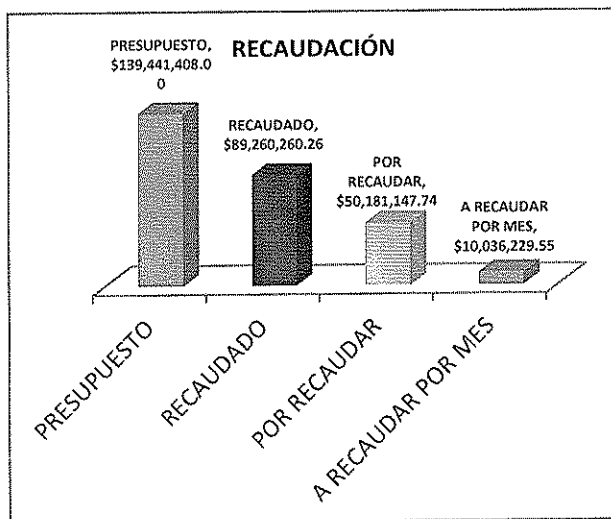 RECAUDACIÓN
PRESUPUESTO,
$139,441,408.0
0
RECAUDADO,
$89,260,260.26
POR
RECAUDAR,
$50,181,147.74
A RECAUDAR
POR MES,
$10,036,229.55
PRESUPUESTO
RECAUDADO
POR RECAUDAR
A RECAUDAR POR MES